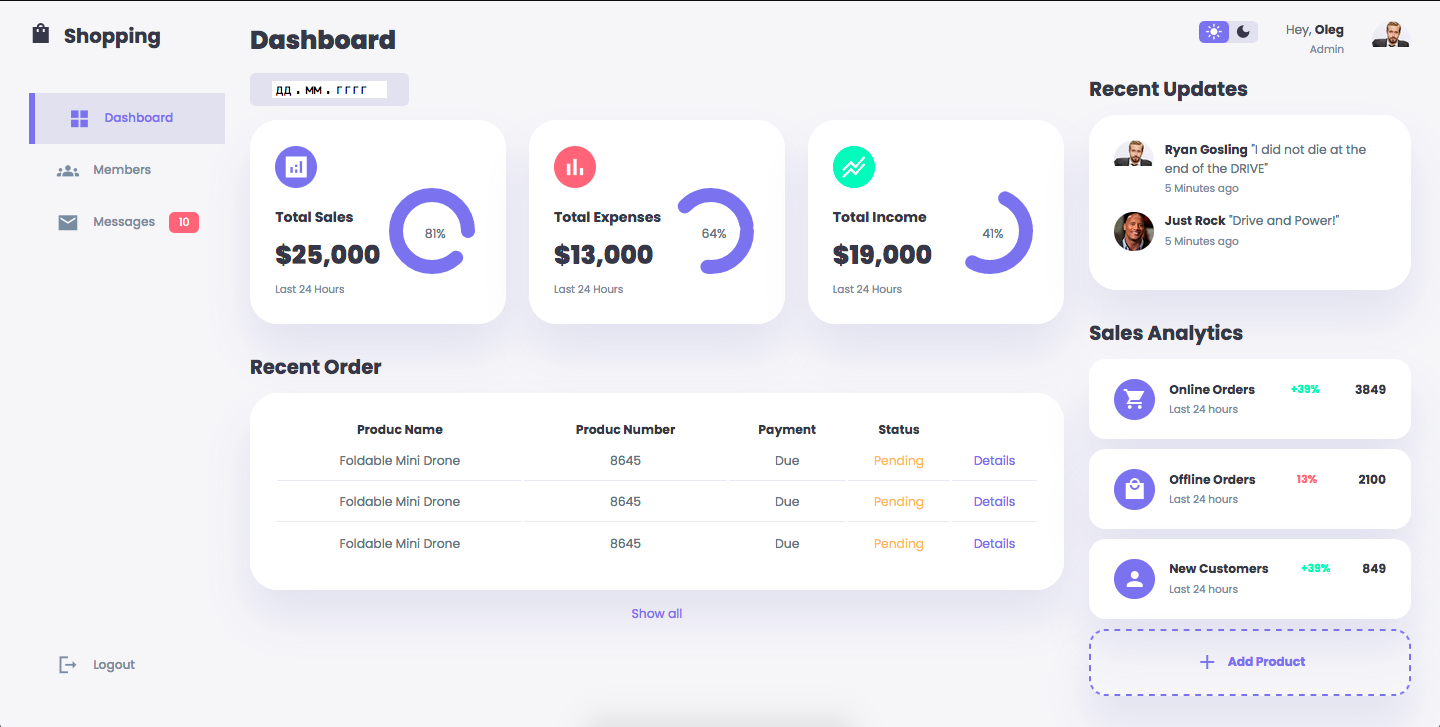 Shopping
Dashboard
Members
Messages 10
Logout
Dashboard
дд.мм.гггг
Total Sales
$25,000
Last 24 Hours
81%
Total Expenses
$13,000
Last 24 Hours
64%
Total Income
$19,000
Last 24 Hours
41%
Recent Order
Produc Name Produc Number Payment Status
Foldable Mini Drone 8645 Due Pending Details
Foldable Mini Drone 8645 Due Pending Details
Foldable Mini Drone 8645 Due Pending Details
Show all
Hey, Oleg
Admin
Recent Updates
Ryan Gosling "I did not die at the
end of the DRIVE"
5 Minutes ago
Just Rock "Drive and Power!"
5 Minutes ago
Sales Analytics
Online Orders +39% 3849
Last 24 hours
Offline Orders 13% 2100
Last 24 hours
New Customers +39% 849
Last 24 hours
Add Product